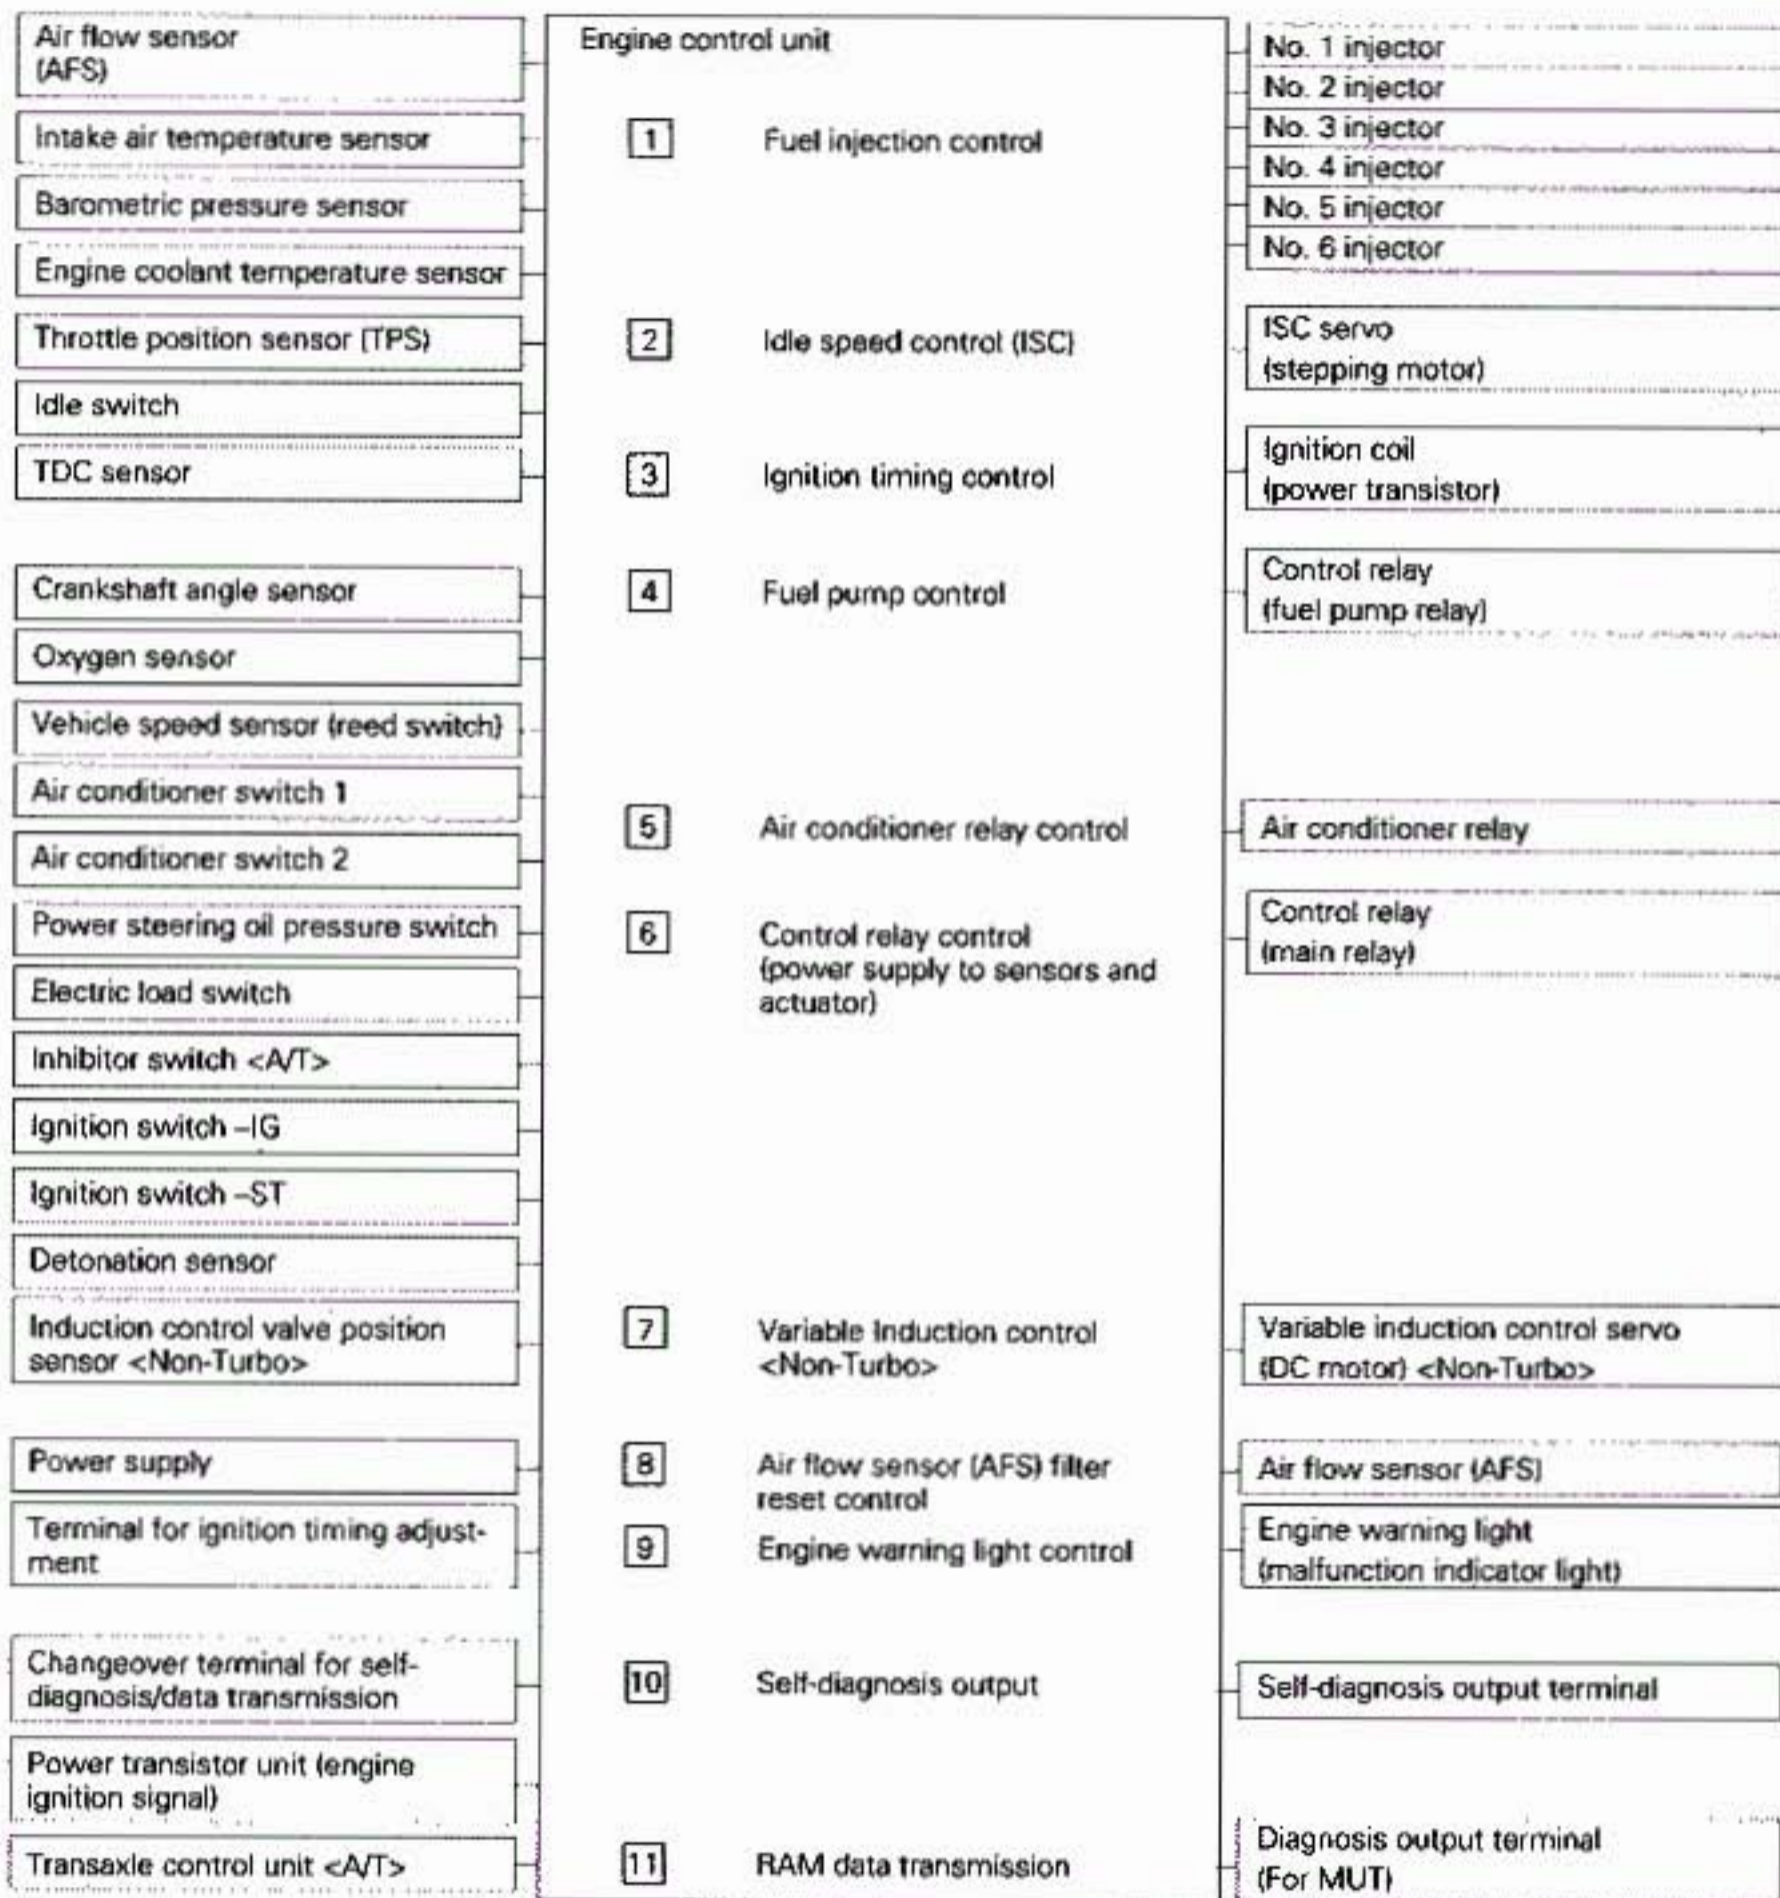 Air flow sensor
(AFS)
Intake air temperature sensor
Barometric pressure sensor
Engine coolant temperature sensor
Throttle position sensor (TPS)
Idle switch
TDC sensor
Crankshaft angle sensor
Oxygen sensor
Vehicle speed sensor (reed switch)
Air conditioner switch 1
Air conditioner switch 2
Power steering oil pressure switch
Electric load switch
Inhibitor switch <A/T>
Ignition switch –IG
Ignition switch –ST
Detonation sensor
Induction control valve position
sensor <Non-Turbo>
Power supply
Terminal for ignition timing adjust-
ment
Changeover terminal for self-
diagnosis/data transmission
Power transistor unit (engine
ignition signal)
Transaxle control unit <A/T>
Engine control unit
1 Fuel injection control
2 Idle speed control (ISC)
3 Ignition timing control
4 Fuel pump control
5 Air conditioner relay control
6 Control relay control
(power supply to sensors and
actuator)
7 Variable Induction control
<Non-Turbo>
8 Air flow sensor (AFS) filter
reset control
9 Engine warning light control
10 Self-diagnosis output
11 RAM data transmission
No. 1 injector
No. 2 injector
No. 3 injector
No. 4 injector
No. 5 injector
No. 6 injector
ISC servo
(stepping motor)
Ignition coil
(power transistor)
Control relay
(fuel pump relay)
Air conditioner relay
Control relay
(main relay)
Variable induction control servo
(DC motor) <Non-Turbo>
Air flow sensor (AFS)
Engine warning light
(malfunction indicator light)
Self-diagnosis output terminal
Diagnosis output terminal
(For MUT)